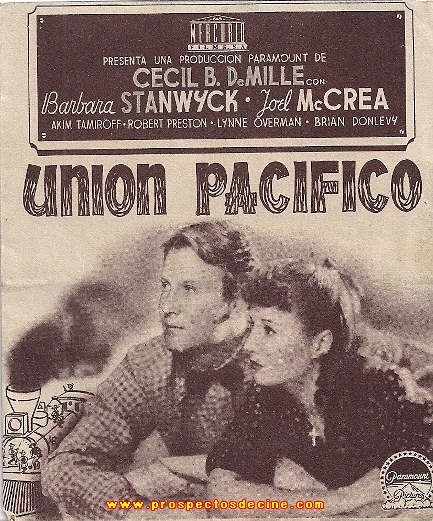 MERCURIO
FILMS, S.A.
PRESENTA UNA PRODUCCION PARAMOUNT DE
CECIL B. DeMILLE CON
Barbara STANWYCK · Joel McCREA
AKIM TAMIROFF · ROBERT PRESTON · LYNNE OVERMAN · BRIAN DONLEVY
UNION PACIFICO
Paramount
Pictures
www.prospectosdecine.com